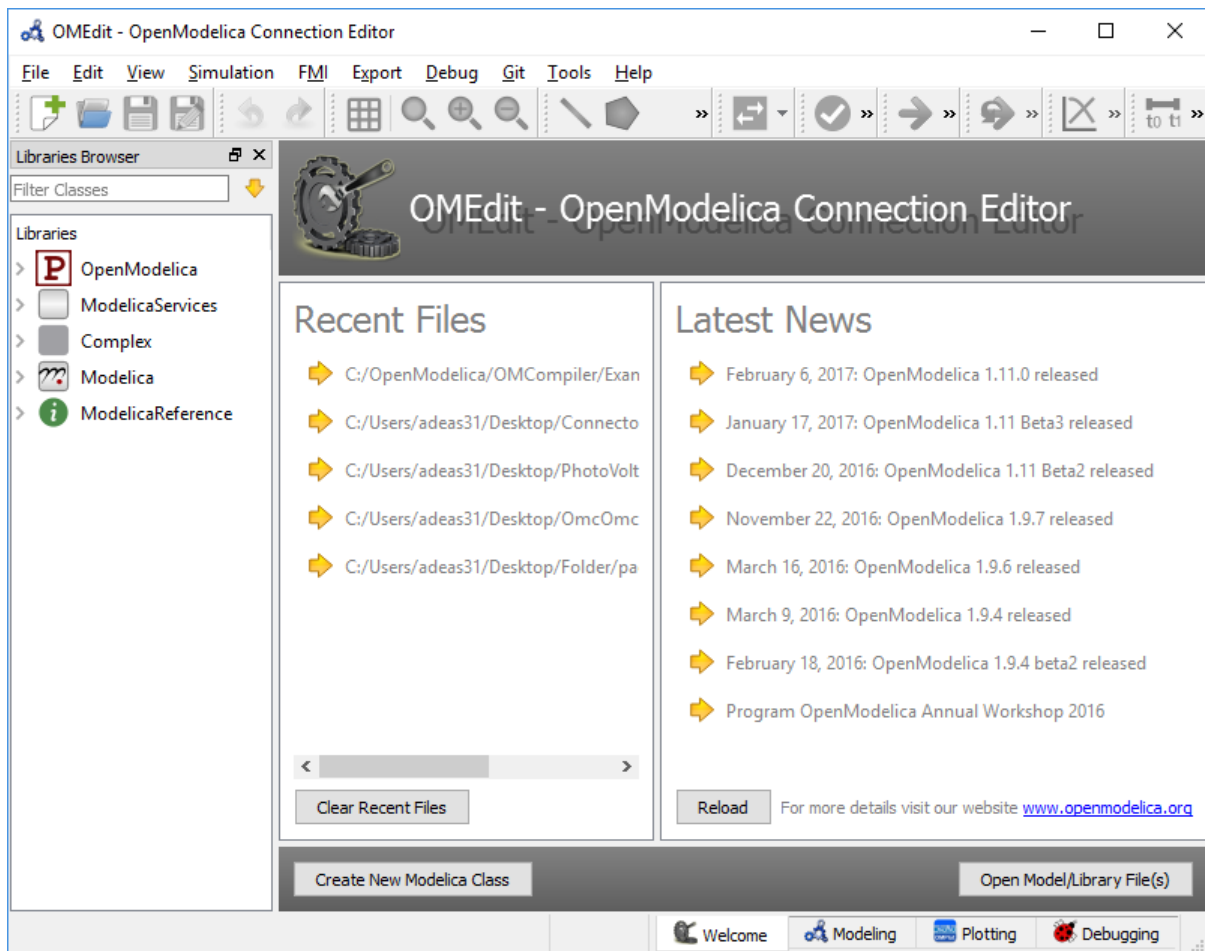 OMEdit - OpenModelica Connection Editor
File Edit View Simulation FMI Export Debug Git Tools Help
t0 t1
Libraries Browser
Filter Classes
Libraries
P OpenModelica
ModelicaServices
Complex
Modelica
i ModelicaReference
OMEdit - OpenModelica Connection Editor
Recent Files
C:/OpenModelica/OMCompiler/Exan
C:/Users/adeas31/Desktop/Connecto
C:/Users/adeas31/Desktop/PhotoVolt
C:/Users/adeas31/Desktop/OmcOmc
C:/Users/adeas31/Desktop/Folder/pa
Clear Recent Files
Latest News
February 6, 2017: OpenModelica 1.11.0 released
January 17, 2017: OpenModelica 1.11 Beta3 released
December 20, 2016: OpenModelica 1.11 Beta2 released
November 22, 2016: OpenModelica 1.9.7 released
March 16, 2016: OpenModelica 1.9.6 released
March 9, 2016: OpenModelica 1.9.4 released
February 18, 2016: OpenModelica 1.9.4 beta2 released
Program OpenModelica Annual Workshop 2016
Reload For more details visit our website www.openmodelica.org
Create New Modelica Class Open Model/Library File(s)
Welcome Modeling Plotting Debugging